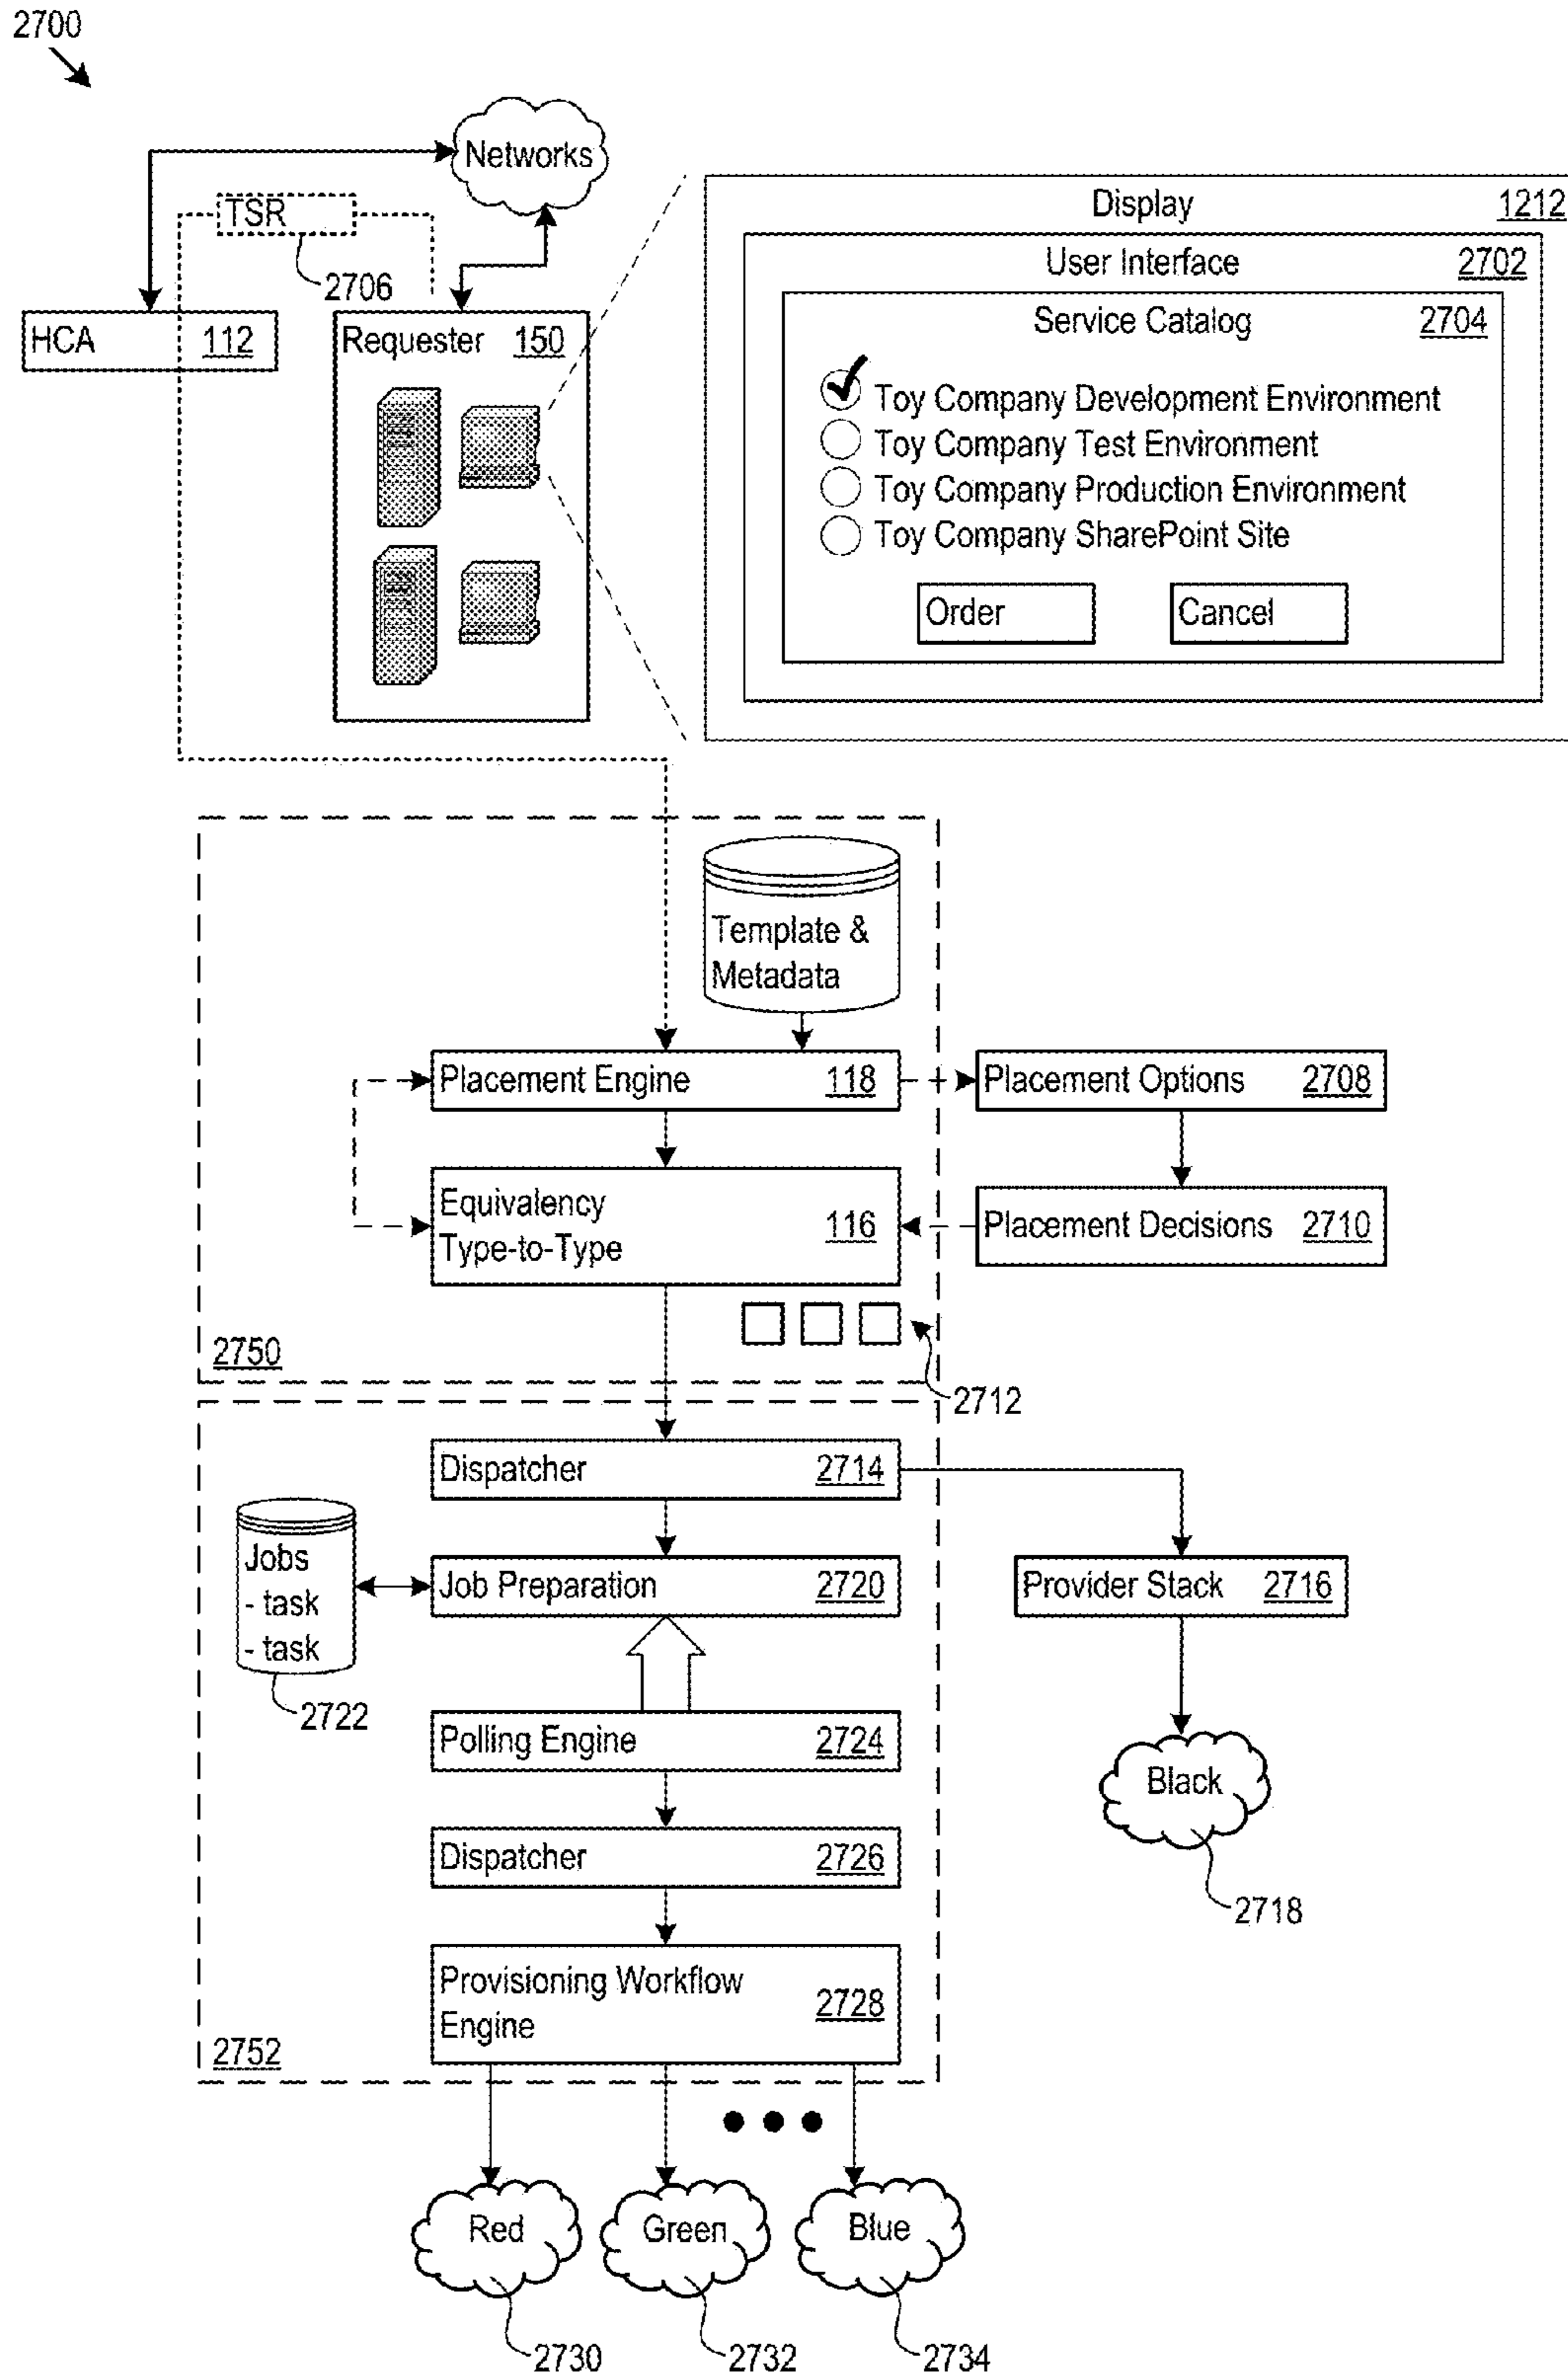 2700
Networks
TSR
2706
HCA 112
Requester 150
Display 1212
User Interface 2702
Service Catalog 2704
Toy Company Development Environment
Toy Company Test Environment
Toy Company Production Environment
Toy Company SharePoint Site
Order
Cancel
Template &
Metadata
Placement Engine 118
Placement Options 2708
Equivalency
Type-to-Type
116
Placement Decisions 2710
2750
2712
Dispatcher 2714
Jobs
- task
- task
2722
Job Preparation 2720
Provider Stack 2716
Polling Engine 2724
Black
2718
Dispatcher 2726
Provisioning Workflow
Engine
2728
2752
Red
Green
Blue
2730
2732
2734